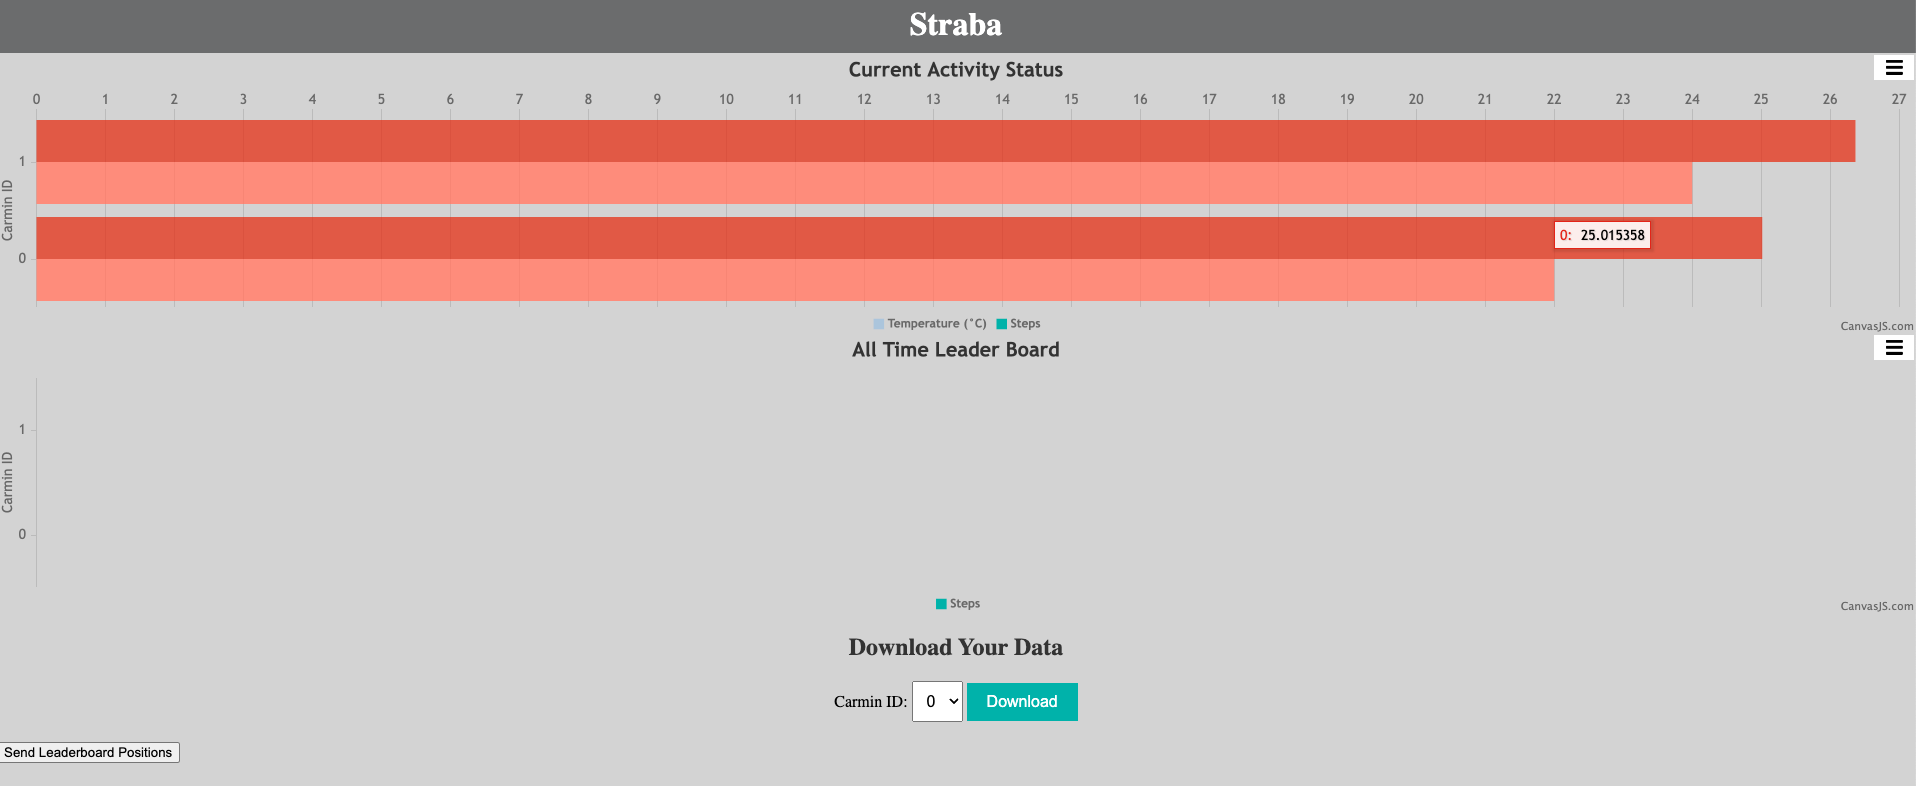 Straba
Current Activity Status
0 1 2 3 4 5 6 7 8 9 10 11 12 13 14 15 16 17 18 19 20 21 22 23 24 25 26 27
1
Carmin ID
0: 25.015358
0
Temperature (°C) Steps
CanvasJS.com
All Time Leader Board
1
Carmin ID
0
Steps
CanvasJS.com
Download Your Data
Carmin ID: 0 Download
Send Leaderboard Positions